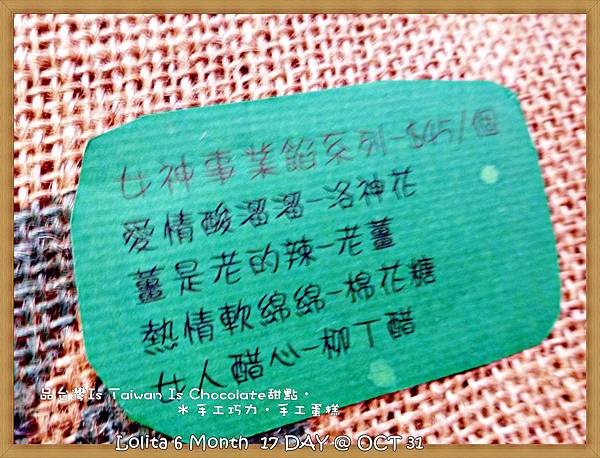 女神事業餡系列-$45/個
愛情酸溜溜-洛神花
薑是老的辣-老薑
熱情軟綿綿-棉花糖
女人醋心-柳丁醋
品台灣Is Taiwan Is Chocolate甜點。
＊手工巧力。手工蛋糕
Lolita 6 Month 17 DAY @ OCT 31